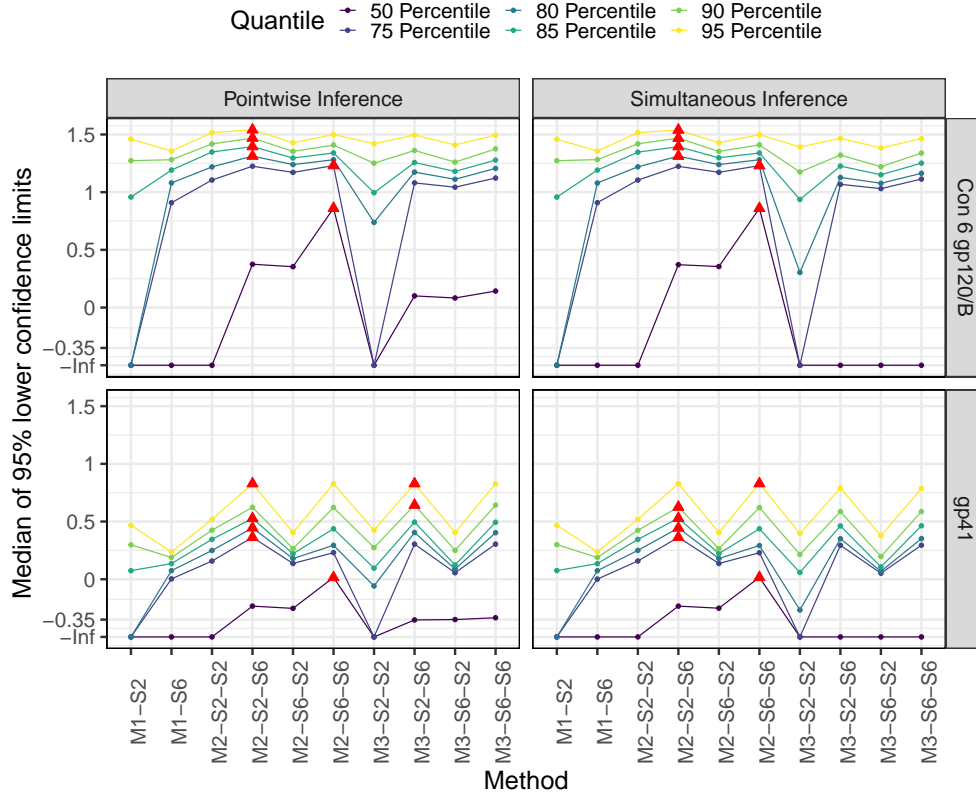 Quantile
50 Percentile
80 Percentile
90 Percentile
75 Percentile
85 Percentile
95 Percentile
Pointwise Inference
Simultaneous Inference
Median of 95% lower confidence limits
1.5
1
0.5
0
−0.35
−Inf
Con 6 gp120/B
1.5
1
0.5
0
−0.35
−Inf
gp41
M1−S2
M1−S6
M2−S2−S2
M2−S2−S6
M2−S6−S2
M2−S6−S6
M3−S2−S2
M3−S2−S6
M3−S6−S2
M3−S6−S6
M1−S2
M1−S6
M2−S2−S2
M2−S2−S6
M2−S6−S2
M2−S6−S6
M3−S2−S2
M3−S2−S6
M3−S6−S2
M3−S6−S6
Method